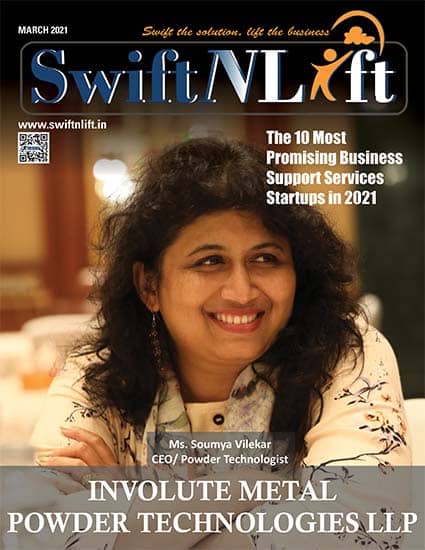 MARCH 2021
Swift the solution, lift the business
SwiftNLift
www.swiftnlift.in
The 10 Most
Promising Business
Support Services
Startups in 2021
Ms. Soumya Vilekar
CEO/ Powder Technologist
INVOLUTE METAL
POWDER TECHNOLOGIES LLP